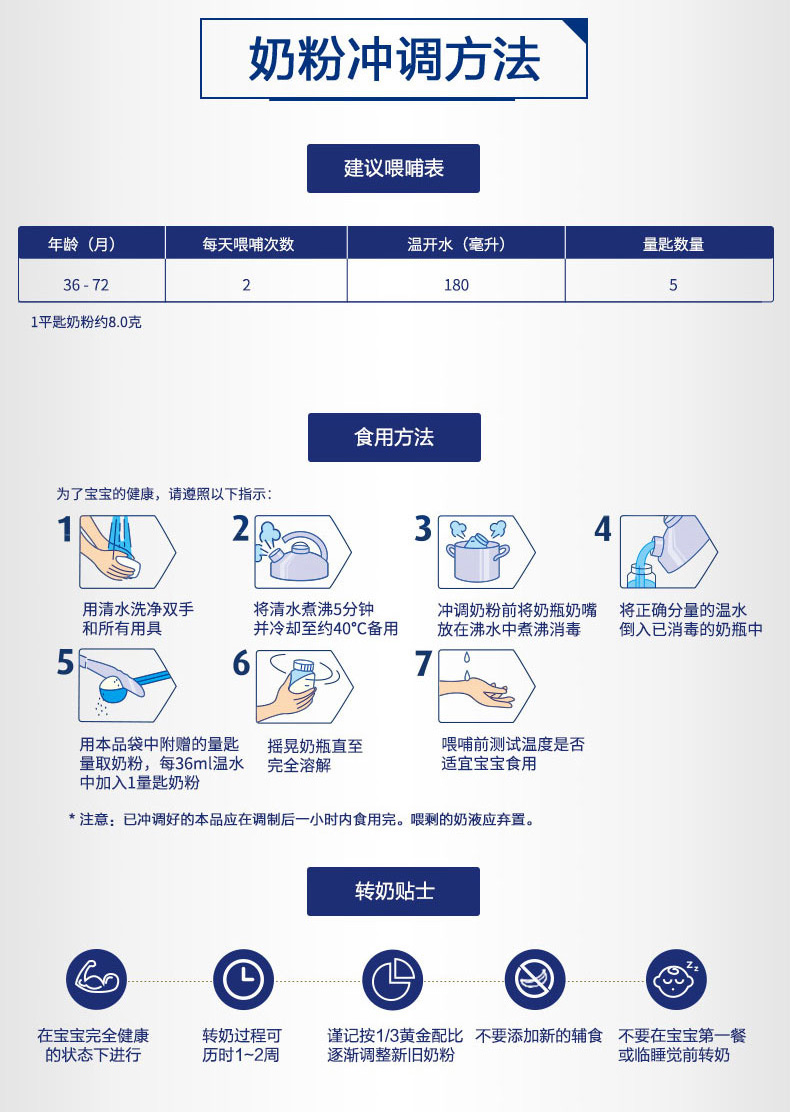 奶粉冲调方法
建议喂哺表
年龄（月） 每天喂哺次数 温开水（毫升） 量匙数量
36 - 72 2 180 5
1平匙奶粉约8.0克
食用方法
为了宝宝的健康，请遵照以下指示：
1
用清水洗净双手
和所有用具
2
将清水煮沸5分钟
并冷却至约40℃备用
3
冲调奶粉前将奶瓶奶嘴
放在沸水中煮沸消毒
4
将正确分量的温水
倒入已消毒的奶瓶中
5
用本品袋中附赠的量匙
量取奶粉，每36ml温水
中加入1量匙奶粉
6
摇晃奶瓶直至
完全溶解
7
喂哺前测试温度是否
适宜宝宝食用
* 注意：已冲调好的本品应在调制后一小时内食用完。喂剩的奶液应弃置。
转奶贴士
在宝宝完全健康
的状态下进行
转奶过程可
历时1~2周
谨记按1/3黄金配比
逐渐调整新旧奶粉
不要添加新的辅食
z z z
不要在宝宝第一餐
或临睡觉前转奶